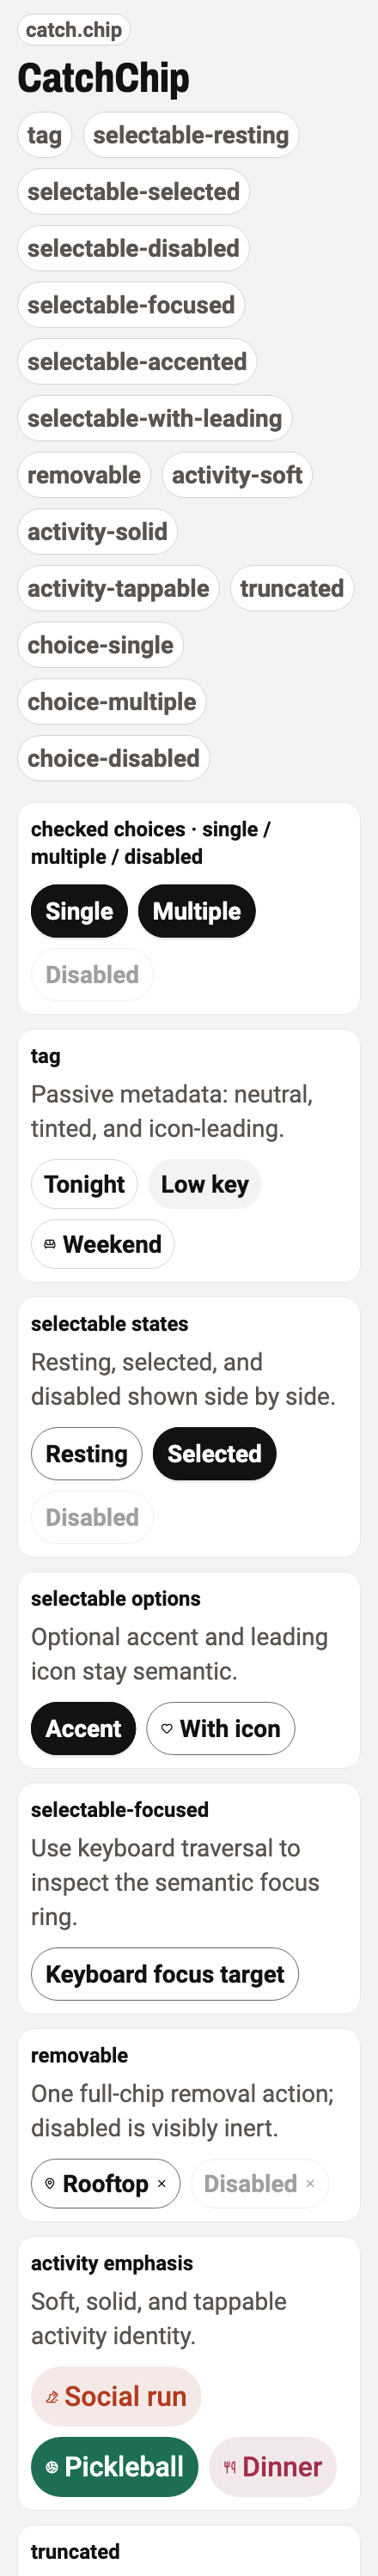 catch.chip
CatchChip
tag selectable-resting
selectable-selected
selectable-disabled
selectable-focused
selectable-accented
selectable-with-leading
removable activity-soft
activity-solid
activity-tappable truncated
choice-single
choice-multiple
choice-disabled
checked choices · single /
multiple / disabled
Single Multiple
Disabled
tag
Passive metadata: neutral,
tinted, and icon-leading.
Tonight Low key
Weekend
selectable states
Resting, selected, and
disabled shown side by side.
Resting Selected
Disabled
selectable options
Optional accent and leading
icon stay semantic.
Accent With icon
selectable-focused
Use keyboard traversal to
inspect the semantic focus
ring.
Keyboard focus target
removable
One full-chip removal action;
disabled is visibly inert.
Rooftop × Disabled ×
activity emphasis
Soft, solid, and tappable
activity identity.
Social run
Pickleball Dinner
truncated